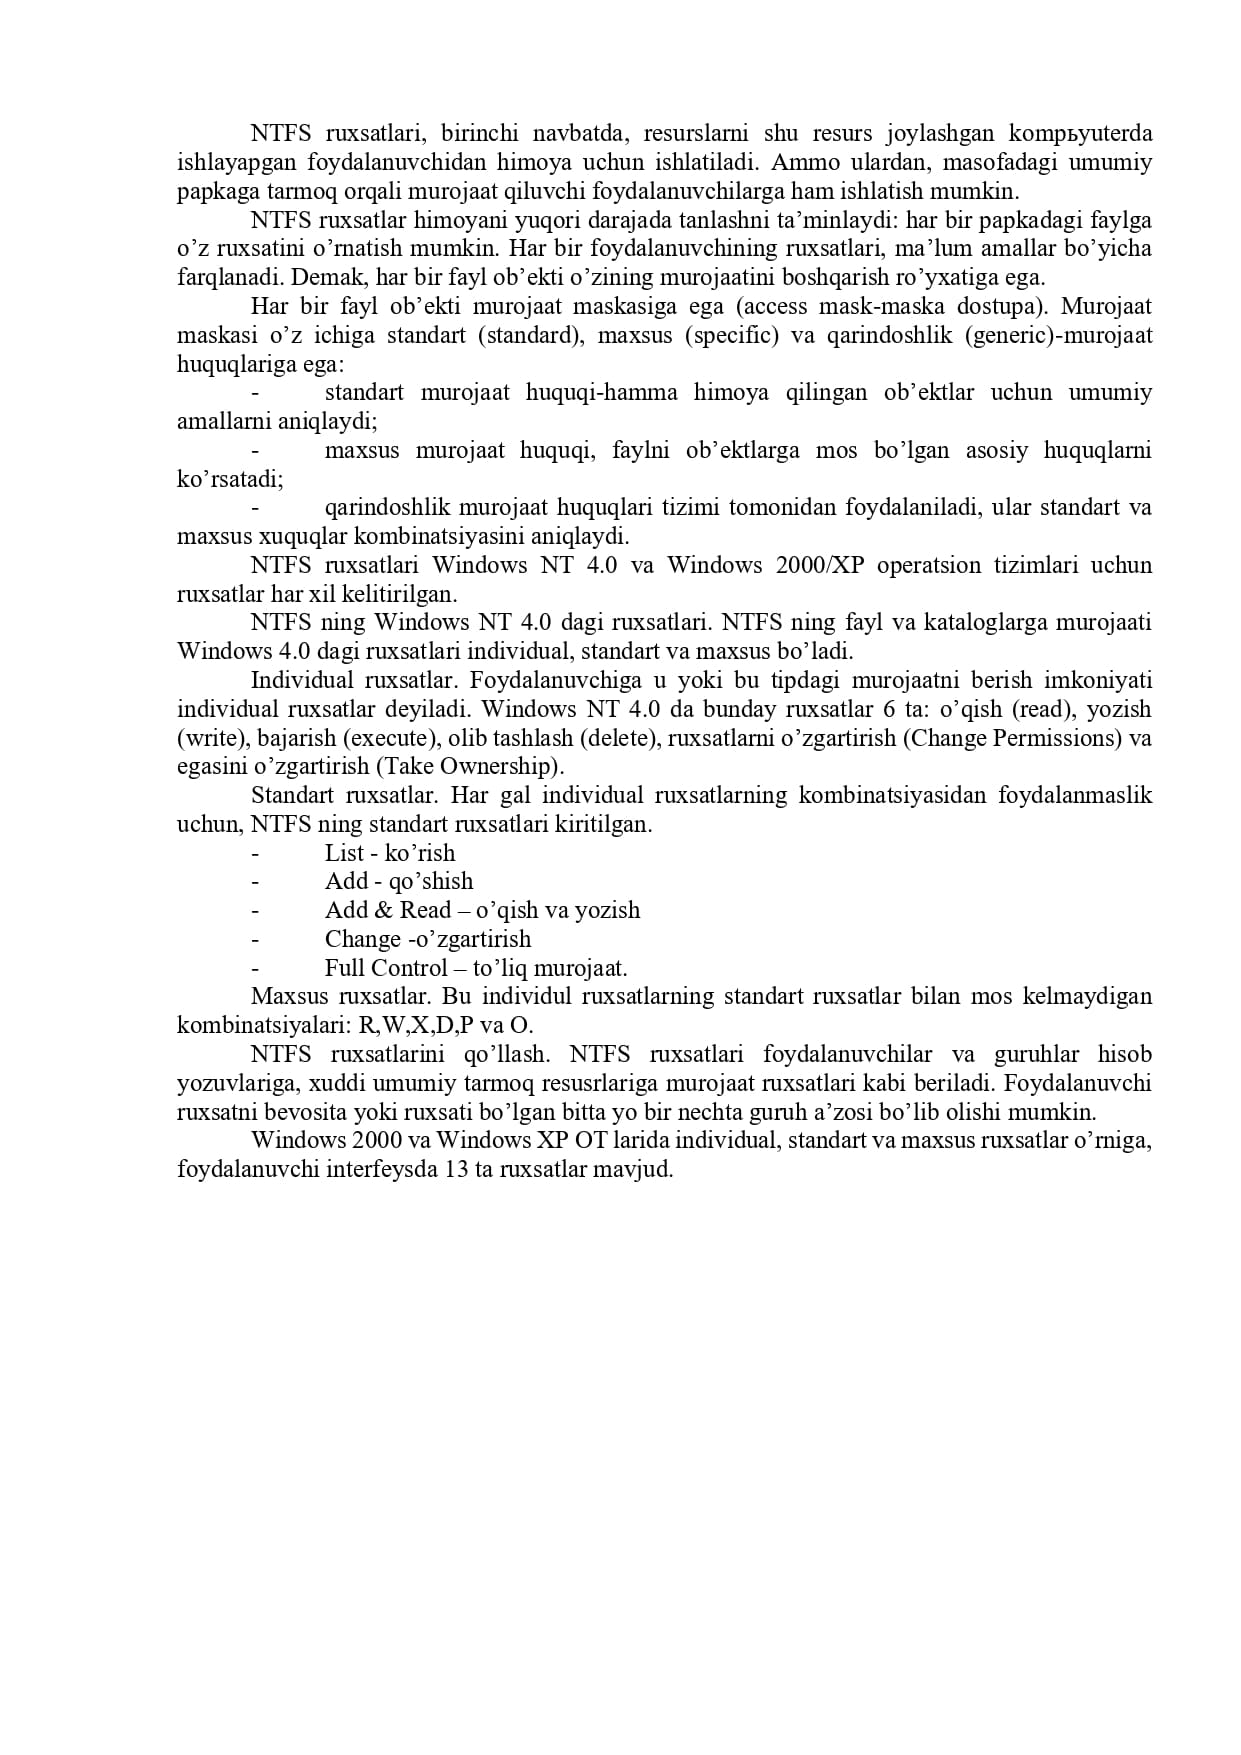 NTFS ruxsatlari, birinchi navbatda, resurslarni shu resurs joylashgan kompьyuterda
ishlayapgan foydalanuvchidan himoya uchun ishlatiladi. Ammo ulardan, masofadagi umumiy
papkaga tarmoq orqali murojaat qiluvchi foydalanuvchilarga ham ishlatish mumkin.
NTFS ruxsatlar himoyani yuqori darajada tanlashni ta’minlaydi: har bir papkadagi faylga
o’z ruxsatini o’rnatish mumkin. Har bir foydalanuvchining ruxsatlari, ma’lum amallar bo’yicha
farqlanadi. Demak, har bir fayl ob’ekti o’zining murojaatini boshqarish ro’yxatiga ega.
Har bir fayl ob’ekti murojaat maskasiga ega (access mask-maska dostupa). Murojaat
maskasi o’z ichiga standart (standard), maxsus (specific) va qarindoshlik (generic)-murojaat
huquqlariga ega:
- standart murojaat huquqi-hamma himoya qilingan ob’ektlar uchun umumiy
amallarni aniqlaydi;
- maxsus murojaat huquqi, faylni ob’ektlarga mos bo’lgan asosiy huquqlarni
ko’rsatadi;
- qarindoshlik murojaat huquqlari tizimi tomonidan foydalaniladi, ular standart va
maxsus xuquqlar kombinatsiyasini aniqlaydi.
NTFS ruxsatlari Windows NT 4.0 va Windows 2000/XP operatsion tizimlari uchun
ruxsatlar har xil kelitirilgan.
NTFS ning Windows NT 4.0 dagi ruxsatlari. NTFS ning fayl va kataloglarga murojaati
Windows 4.0 dagi ruxsatlari individual, standart va maxsus bo’ladi.
Individual ruxsatlar. Foydalanuvchiga u yoki bu tipdagi murojaatni berish imkoniyati
individual ruxsatlar deyiladi. Windows NT 4.0 da bunday ruxsatlar 6 ta: o’qish (read), yozish
(write), bajarish (execute), olib tashlash (delete), ruxsatlarni o’zgartirish (Change Permissions) va
egasini o’zgartirish (Take Ownership).
Standart ruxsatlar. Har gal individual ruxsatlarning kombinatsiyasidan foydalanmaslik
uchun, NTFS ning standart ruxsatlari kiritilgan.
- List - ko’rish
- Add - qo’shish
- Add & Read – o’qish va yozish
- Change -o’zgartirish
- Full Control – to’liq murojaat.
Maxsus ruxsatlar. Bu individul ruxsatlarning standart ruxsatlar bilan mos kelmaydigan
kombinatsiyalari: R,W,X,D,P va O.
NTFS ruxsatlarini qo’llash. NTFS ruxsatlari foydalanuvchilar va guruhlar hisob
yozuvlariga, xuddi umumiy tarmoq resusrlariga murojaat ruxsatlari kabi beriladi. Foydalanuvchi
ruxsatni bevosita yoki ruxsati bo’lgan bitta yo bir nechta guruh a’zosi bo’lib olishi mumkin.
Windows 2000 va Windows XP OT larida individual, standart va maxsus ruxsatlar o’rniga,
foydalanuvchi interfeysda 13 ta ruxsatlar mavjud.